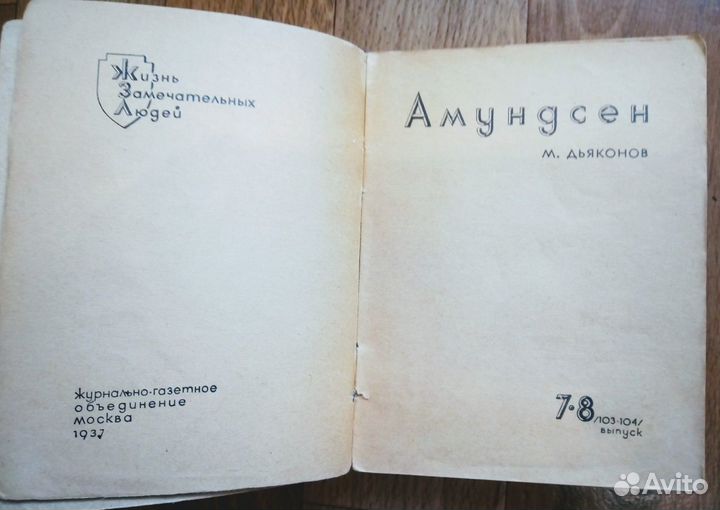 Жизнь
Замечательных
Людей
журнально-газетное
объединение
москва
1937
Амундсен
м. дьяконов
7·8 /103-104/
выпуск
Avito